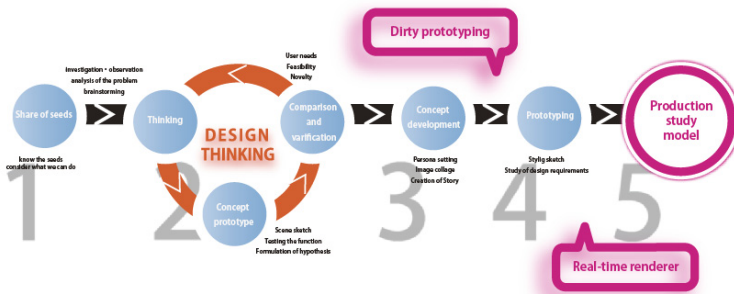 Dirty prototyping
investigation・observation
analysis of the problem
brainstorming
User needs
Feasibility
Novelty
Share of seeds
Thinking
DESIGN
THINKING
Comparison and
varification
Concept
development
Prototyping
Production
study
model
know the seeds
consider what we can do
Concept
prototype
Persona setting
Image collage
Creation of Story
Stylig sketch
Study of design requirements
Scene sketch
Testing the function
Formulation of hypothesis
1
2
3
4
5
Real-time renderer